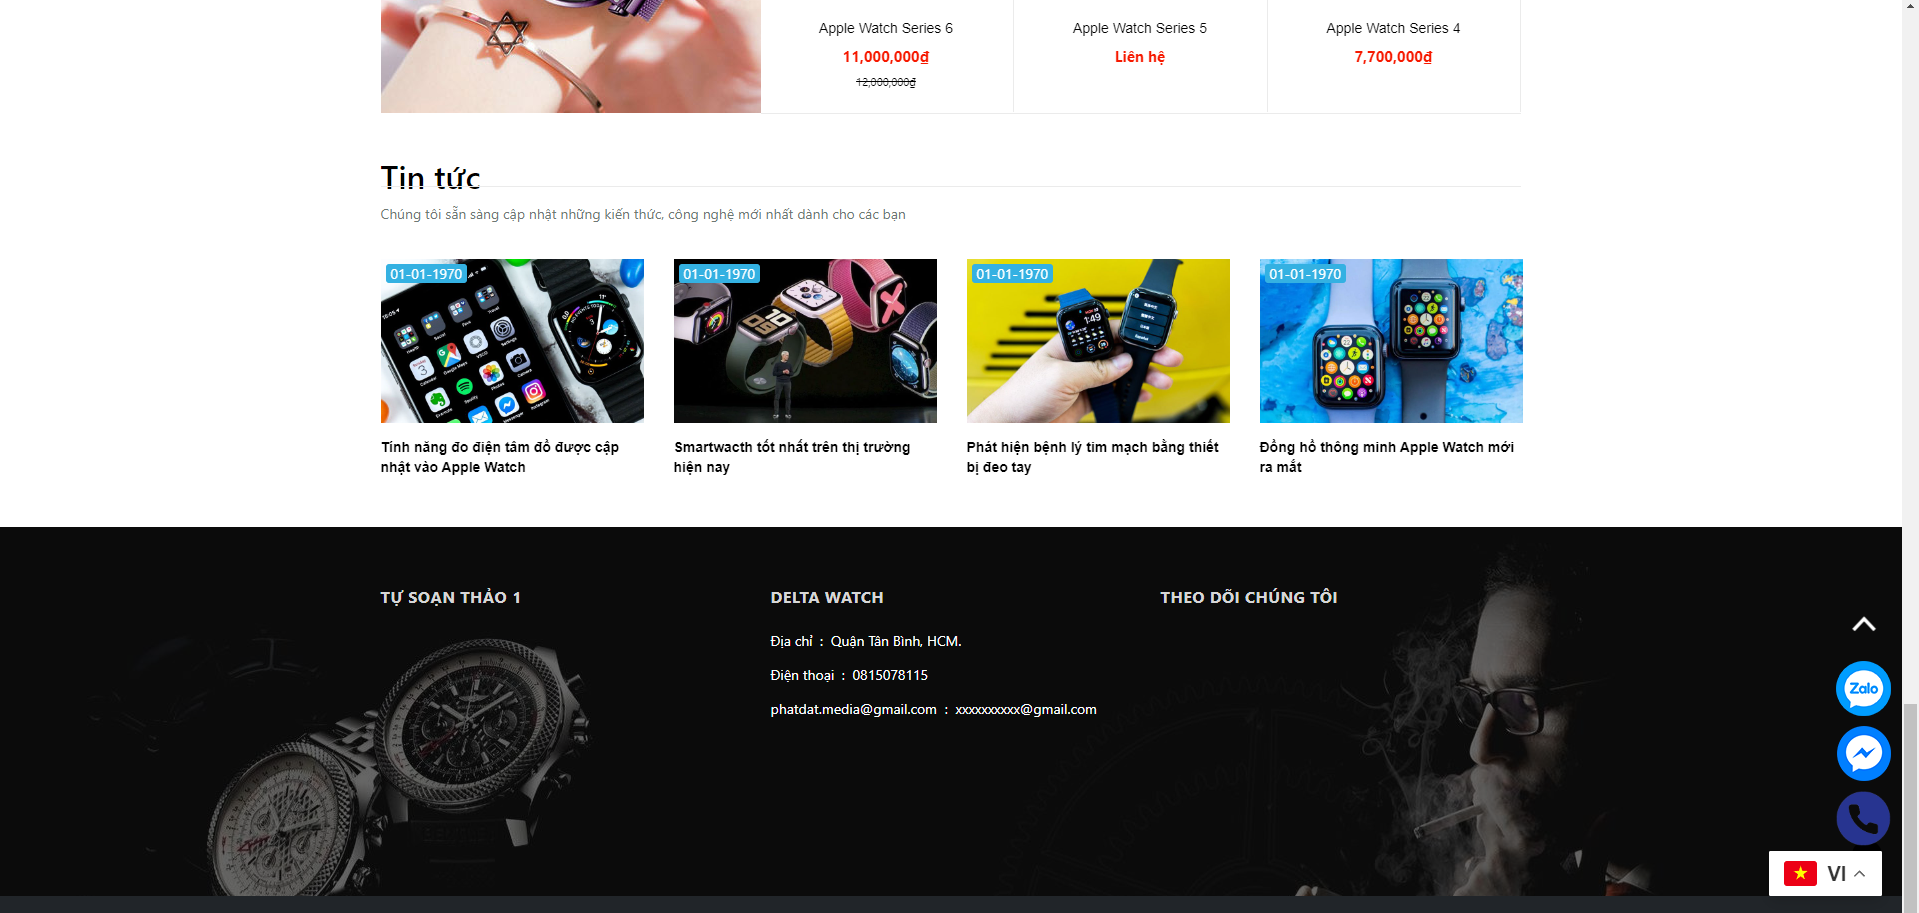 Apple Watch Series 6
Apple Watch Series 5
Apple Watch Series 4
11,000,000₫
Liên hệ
7,700,000₫
12,000,000₫
Tin tức
Chúng tôi sẵn sàng cập nhật những kiến thức, công nghệ mới nhất dành cho các bạn
01-01-1970
01-01-1970
01-01-1970
01-01-1970
Tính năng đo điện tâm đồ được cập
nhật vào Apple Watch
Smartwacth tốt nhất trên thị trường
hiện nay
Phát hiện bệnh lý tim mạch bằng thiết
bị đeo tay
Đồng hồ thông minh Apple Watch mới
ra mắt
TỰ SOẠN THẢO 1
DELTA WATCH
THEO DÕI CHÚNG TÔI
Địa chỉ : Quận Tân Bình, HCM.
Điện thoại : 0815078115
phatdat.media@gmail.com : xxxxxxxxxx@gmail.com
Zalo
VI